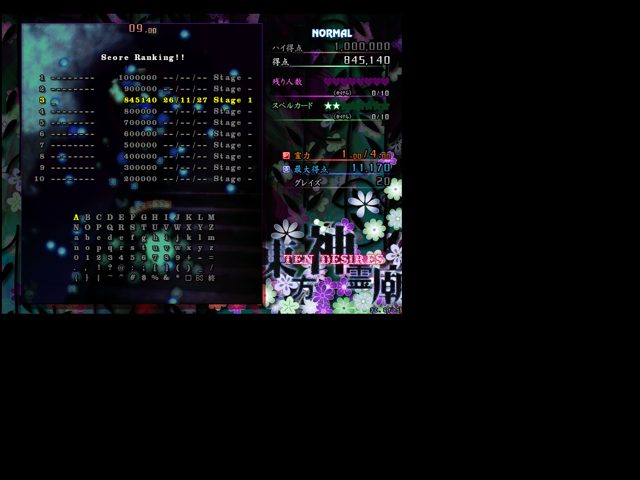 09.00
Score Ranking!!
1 -------- 1000000 --/--/-- Stage -
2 -------- 900000 --/--/-- Stage -
3 845140 26/11/27 Stage 1
4 -------- 800000 --/--/-- Stage -
5 -------- 700000 --/--/-- Stage -
6 -------- 600000 --/--/-- Stage -
7 -------- 500000 --/--/-- Stage -
8 -------- 400000 --/--/-- Stage -
9 -------- 300000 --/--/-- Stage -
10 -------- 200000 --/--/-- Stage -
A B C D E F G H I J K L M
N O P Q R S T U V W X Y Z
a b c d e f g h i j k l m
n o p q r s t u v w x y z
0 1 2 3 4 5 6 7 8 9 + - =
. , ! ? @ : ; [ ] ( ) _ /
{ } | ~ ^ # $ % & * □ BS 終
NORMAL
ハイ得点 1,000,000
得点 845,140
残り人数
0/10
スペルカード ★★
0/10
霊力 1.00/4.00
最大得点 11,170
グレイズ 20
東方神霊廟
TEN DESIRES